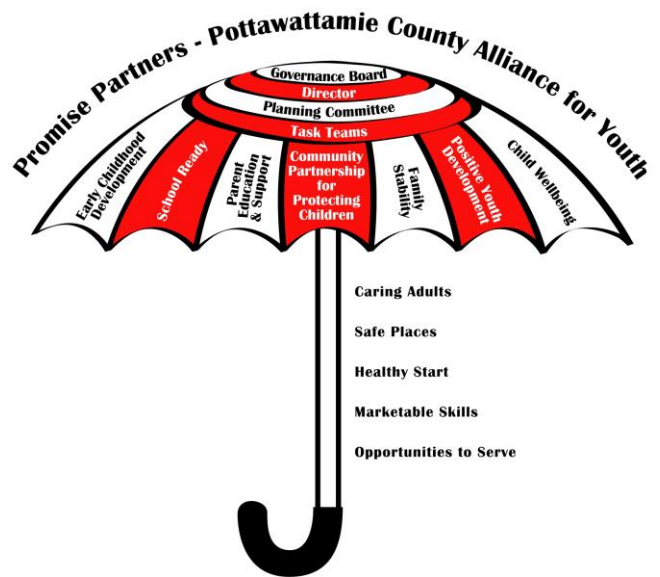 Promise Partners - Pottawattamie County Alliance for Youth
Governance Board
Director
Planning Committee
Task Teams
Early Childhood
Development
School Ready
Parent
Education
& Support
Community
Partnership
for
Protecting
Children
Family
Stability
Positive Youth
Development
Child Wellbeing
Caring Adults
Safe Places
Healthy Start
Marketable Skills
Opportunities to Serve